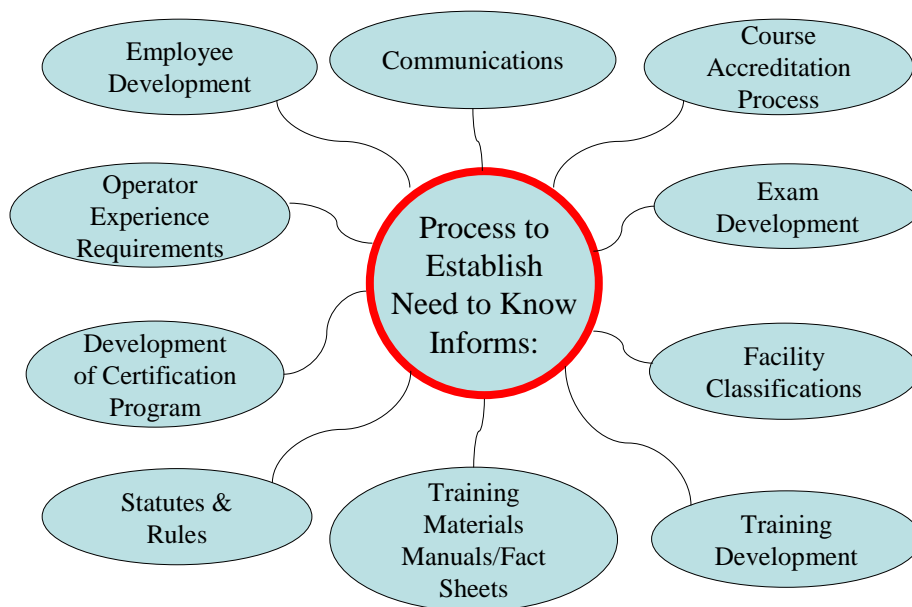 Employee
Development
Communications
Course
Accreditation
Process
Operator
Experience
Requirements
Process to
Establish
Need to Know
Informs:
Exam
Development
Development
of Certification
Program
Facility
Classifications
Statutes &
Rules
Training
Materials
Manuals/Fact
Sheets
Training
Development